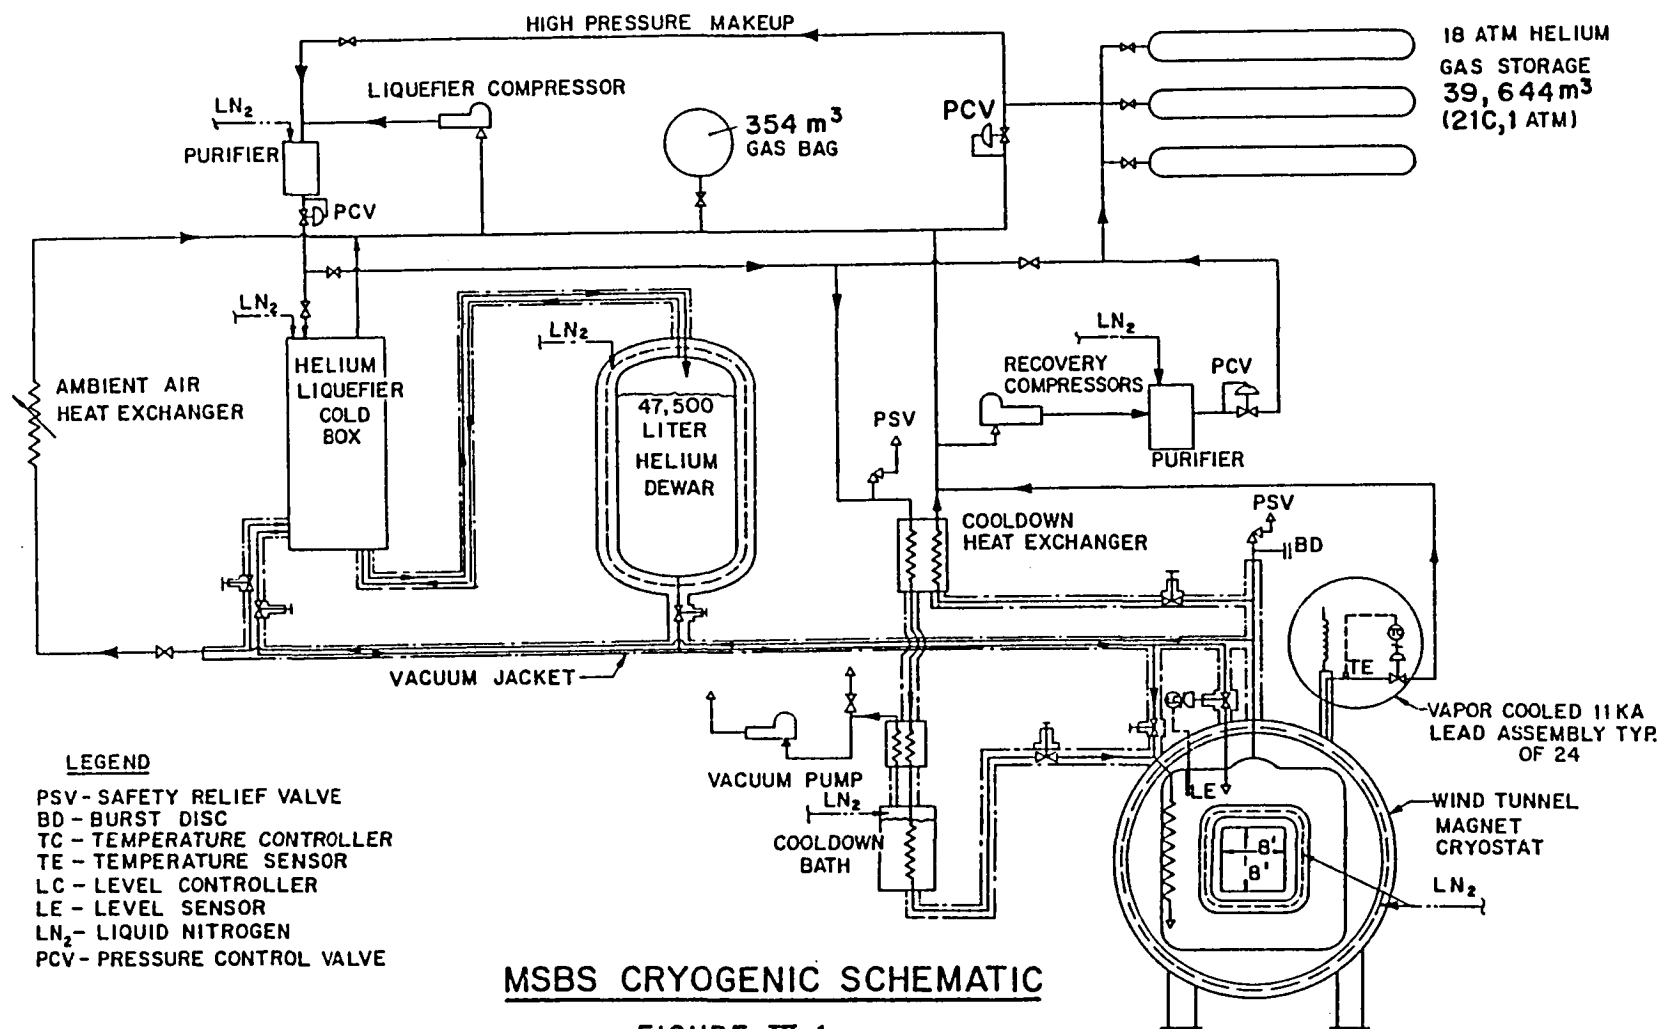 HIGH PRESSURE MAKEUP
18 ATM HELIUM
GAS STORAGE
39,644 m³
(21C, 1 ATM)
LIQUEFIER COMPRESSOR
LN₂
PURIFIER
PCV
354 m³
GAS BAG
PCV
LN₂
HELIUM
LIQUEFIER
COLD
BOX
AMBIENT AIR
HEAT EXCHANGER
LN₂
47,500
LITER
HELIUM
DEWAR
LN₂
RECOVERY
COMPRESSORS
PCV
PURIFIER
PSV
COOLDOWN
HEAT EXCHANGER
PSV
BD
VACUUM JACKET
TC
TE
VAPOR COOLED 11KA
LEAD ASSEMBLY TYP.
OF 24
LC
VACUUM PUMP
LN₂
COOLDOWN
BATH
LE
8'
8'
WIND TUNNEL
MAGNET
CRYOSTAT
LN₂
LEGEND
PSV - SAFETY RELIEF VALVE
BD - BURST DISC
TC - TEMPERATURE CONTROLLER
TE - TEMPERATURE SENSOR
LC - LEVEL CONTROLLER
LE - LEVEL SENSOR
LN₂ - LIQUID NITROGEN
PCV - PRESSURE CONTROL VALVE
MSBS CRYOGENIC SCHEMATIC